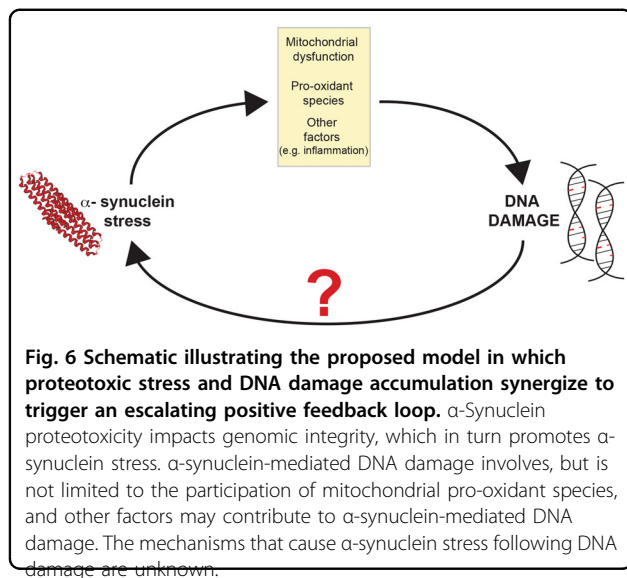 Mitochondrial
dysfunction
Pro-oxidant
species
Other
factors
(e.g. inflammation)
α- synuclein
stress
DNA
DAMAGE
?
Fig. 6 Schematic illustrating the proposed model in which
proteotoxic stress and DNA damage accumulation synergize to
trigger an escalating positive feedback loop. α-Synuclein
proteotoxicity impacts genomic integrity, which in turn promotes α-
synuclein stress. α-synuclein-mediated DNA damage involves, but is
not limited to the participation of mitochondrial pro-oxidant species,
and other factors may contribute to α-synuclein-mediated DNA
damage. The mechanisms that cause α-synuclein stress following DNA
damage are unknown.